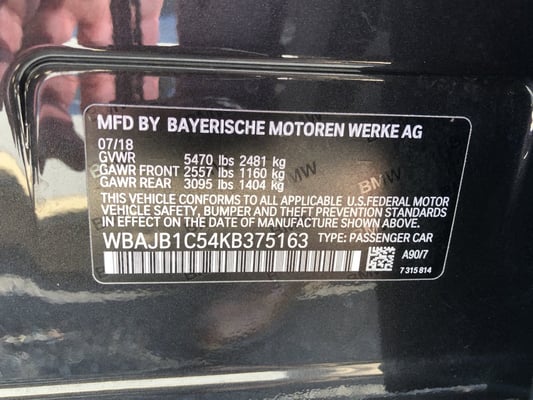 MFD BY BAYERISCHE MOTOREN WERKE AG
07/18
GVWR 5470 lbs 2481 kg
GAWR FRONT 2557 lbs 1160 kg
GAWR REAR 3095 lbs 1404 kg
THIS VEHICLE CONFORMS TO ALL APPLICABLE U.S.FEDERAL MOTOR
VEHICLE SAFETY, BUMPER AND THEFT PREVENTION STANDARDS
IN EFFECT ON THE DATE OF MANUFACTURE SHOWN ABOVE.
WBAJB1C54KB375163 TYPE: PASSENGER CAR
A90/7
7 315 814